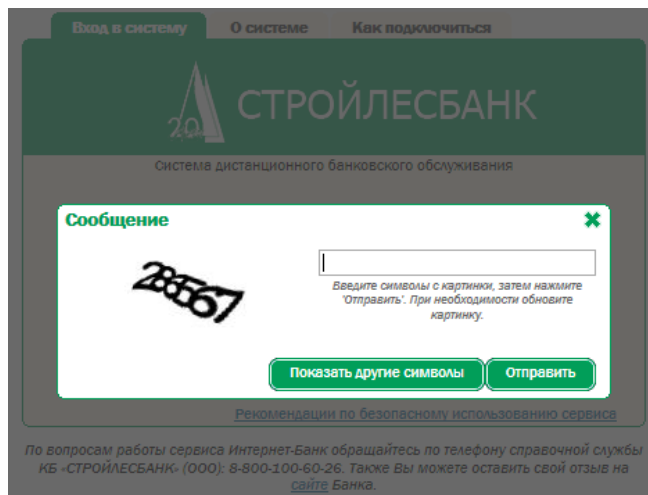 Вход в систему О системе Как подключиться
20 лет
СТРОЙЛЕСБАНК
Система дистанционного банковского обслуживания
Сообщение
Введите символы с картинки, затем нажмите
'Отправить'. При необходимости обновите
картинку.
Показать другие символы Отправить
Рекомендации по безопасному использованию сервиса
По вопросам работы сервиса Интернет-Банк обращайтесь по телефону справочной службы
КБ «СТРОЙЛЕСБАНК» (ООО): 8-800-100-60-26. Также Вы можете оставить свой отзыв на
сайте Банка.